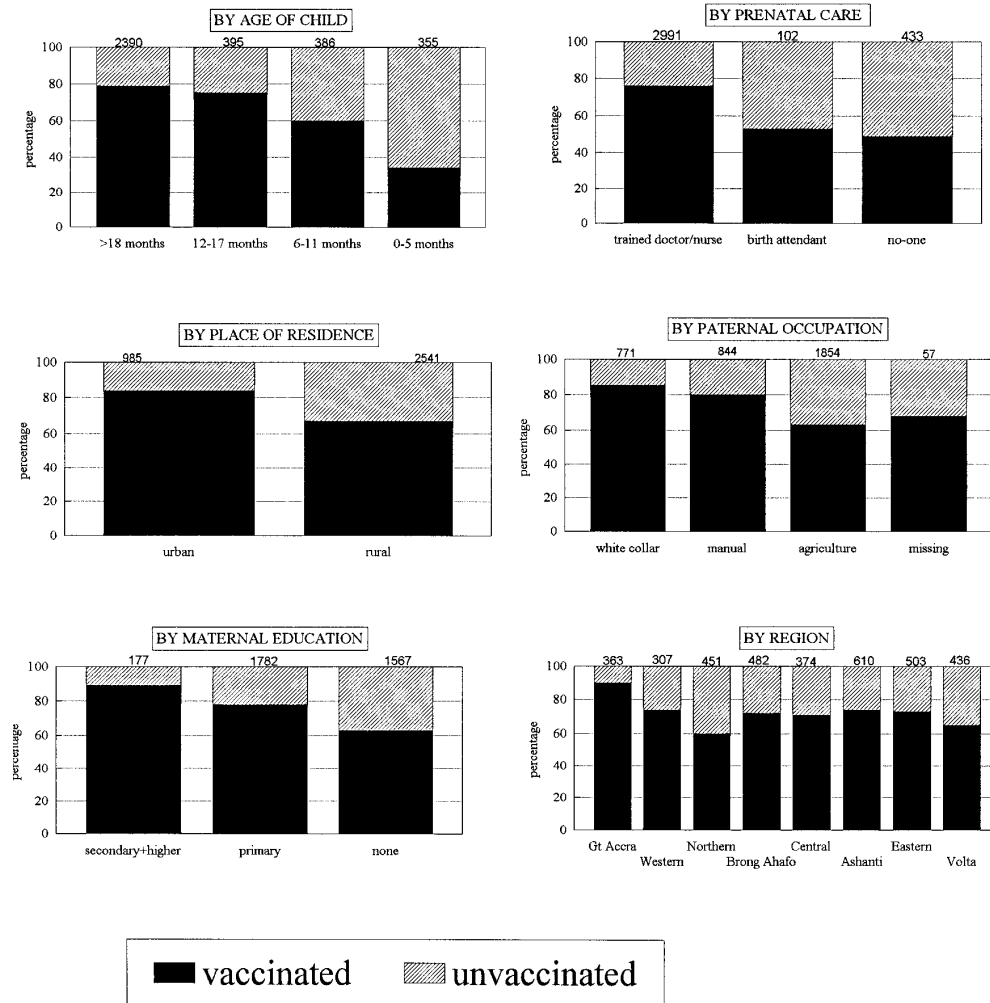 BY AGE OF CHILD
2390 395 386 355
100
80
60
40
20
0
percentage
>18 months 12-17 months 6-11 months 0-5 months
BY PRENATAL CARE
2991 102 433
100
80
60
40
20
0
percentage
trained doctor/nurse birth attendant no-one
BY PLACE OF RESIDENCE
985 2541
100
80
60
40
20
0
percentage
urban rural
BY PATERNAL OCCUPATION
771 844 1854 57
100
80
60
40
20
0
percentage
white collar manual agriculture missing
BY MATERNAL EDUCATION
177 1782 1567
100
80
60
40
20
0
percentage
secondary+higher primary none
BY REGION
363 307 451 482 374 610 503 436
100
80
60
40
20
0
percentage
Gt Accra Northern Central Eastern
Western Brong Ahafo Ashanti Volta
vaccinated unvaccinated